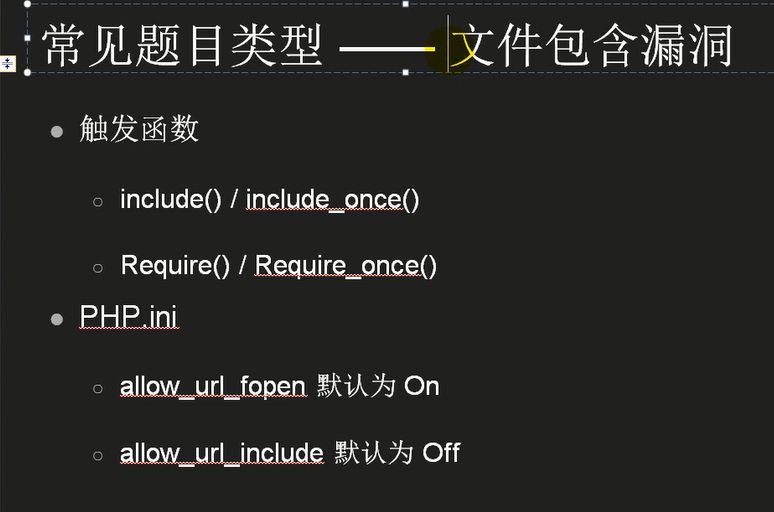 常见题目类型 —— 文件包含漏洞
触发函数
include() / include_once()
Require() / Require_once()
PHP.ini
allow_url_fopen 默认为 On
allow_url_include 默认为 Off